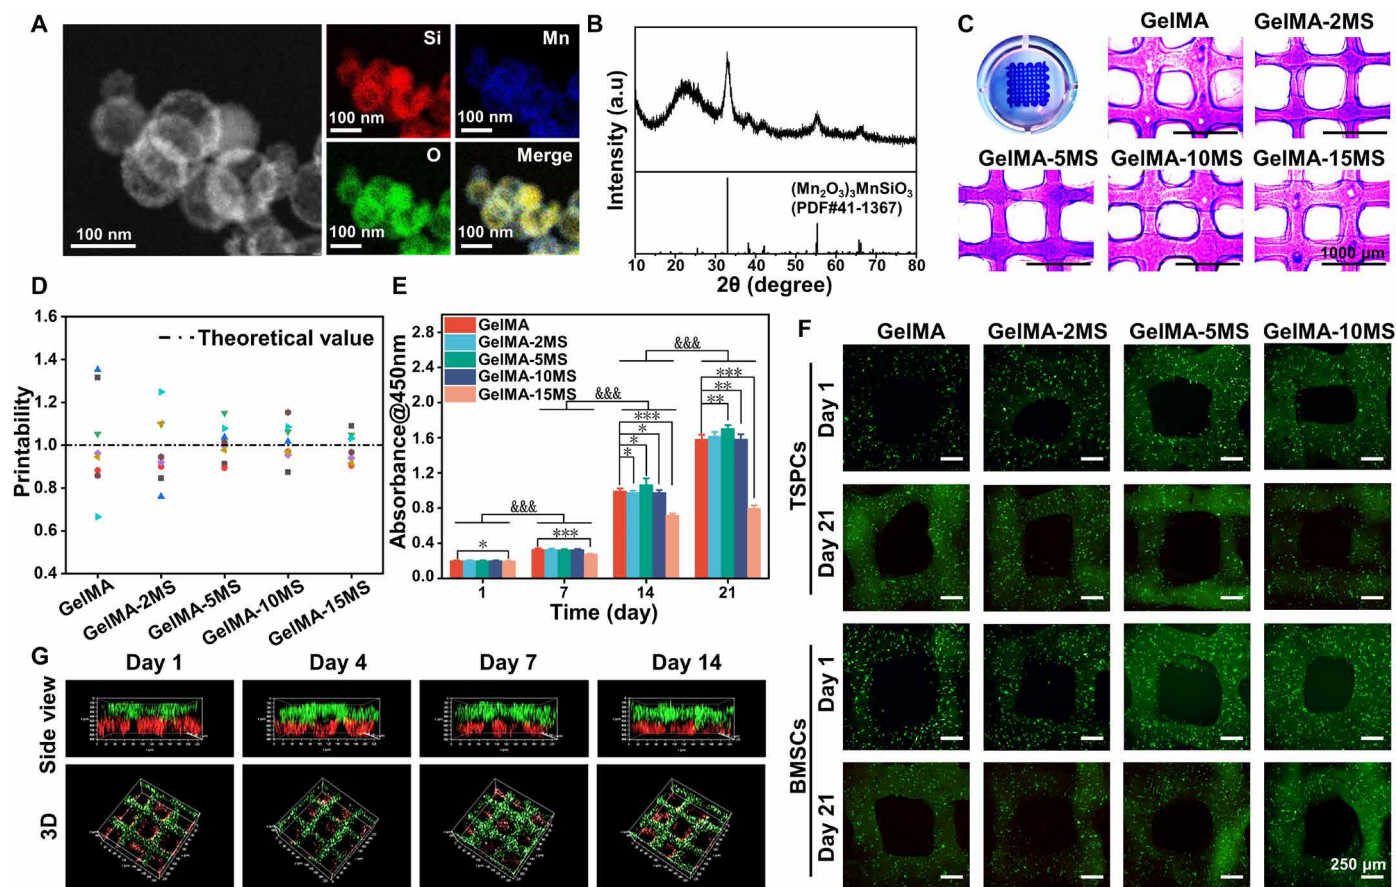 A
Si
Mn
100 nm
100 nm
O
Merge
100 nm
100 nm
100 nm
B
Intensity (a.u)
(Mn₂O₃)₃MnSiO₃
(PDF#41-1367)
10 20 30 40 50 60 70 80
2θ (degree)
C
GelMA
GelMA-2MS
GelMA-5MS
GelMA-10MS
GelMA-15MS
1000 μm
D
Printability
1.6
1.4
1.2
1.0
0.8
0.6
0.4
Theoretical value
GelMA
GelMA-2MS
GelMA-5MS
GelMA-10MS
GelMA-15MS
E
Absorbance@450nm
2.8
2.4
2.0
1.6
1.2
0.8
0.4
0.0
GelMA
GelMA-2MS
GelMA-5MS
GelMA-10MS
GelMA-15MS
&&&
&&&
&&&
*
***
***
*
*
*
***
**
**
1 7 14 21
Time (day)
F
GelMA
GelMA-2MS
GelMA-5MS
GelMA-10MS
TSPCs
Day 1
Day 21
BMSCs
Day 1
Day 21
250 μm
G
Day 1
Day 4
Day 7
Day 14
Side view
3D